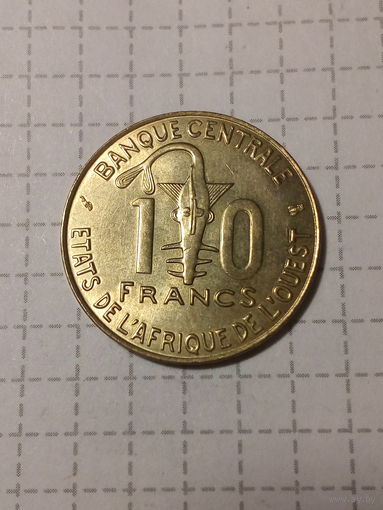 BANQUE CENTRALE
10
FRANCS
ETATS DE L'AFRIQUE DE L'OUEST